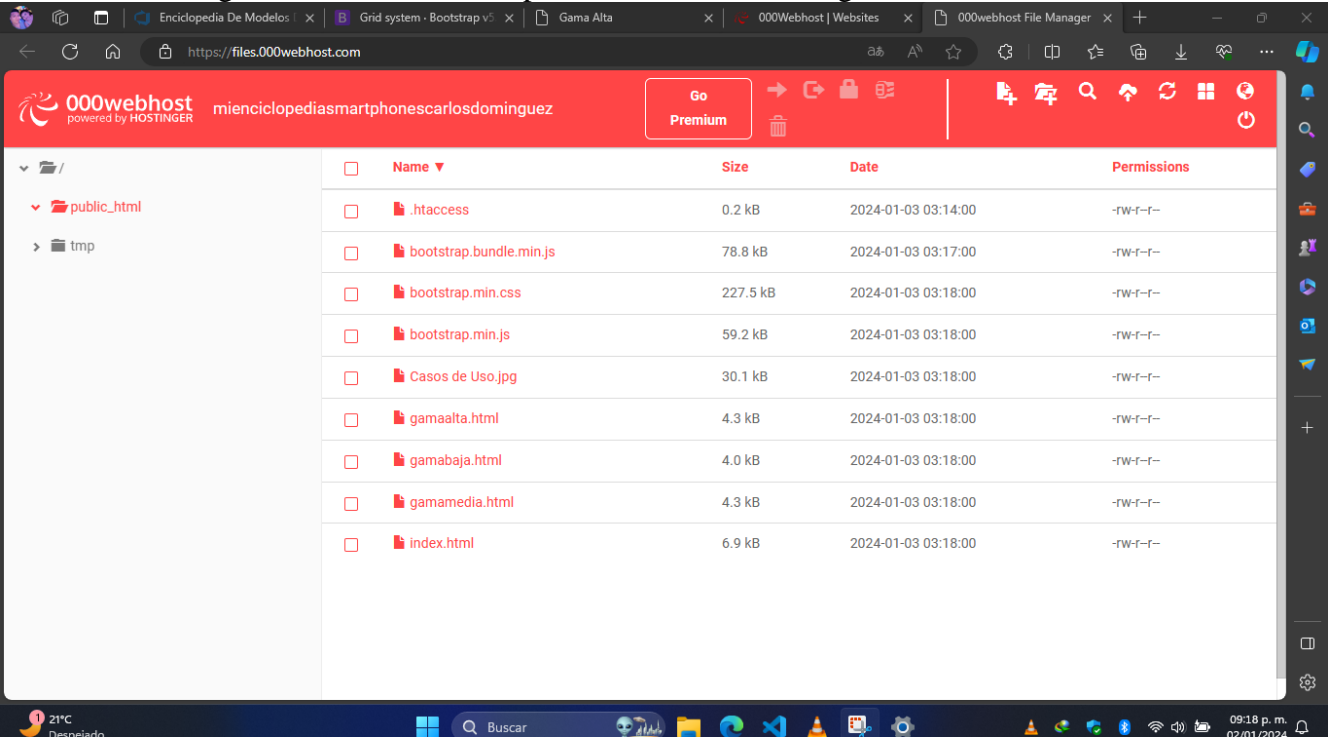 Enciclopedia De Modelos
Grid system · Bootstrap v5
Gama Alta
000Webhost | Websites
000webhost File Manager
https://files.000webhost.com
000webhost
powered by HOSTINGER
mienciclopediasmartphonescarlosdominguez
Go
Premium
/
public_html
tmp
Name ▼ Size Date Permissions
.htaccess 0.2 kB 2024-01-03 03:14:00 -rw-r--r--
bootstrap.bundle.min.js 78.8 kB 2024-01-03 03:17:00 -rw-r--r--
bootstrap.min.css 227.5 kB 2024-01-03 03:18:00 -rw-r--r--
bootstrap.min.js 59.2 kB 2024-01-03 03:18:00 -rw-r--r--
Casos de Uso.jpg 30.1 kB 2024-01-03 03:18:00 -rw-r--r--
gamaalta.html 4.3 kB 2024-01-03 03:18:00 -rw-r--r--
gamabaja.html 4.0 kB 2024-01-03 03:18:00 -rw-r--r--
gamamedia.html 4.3 kB 2024-01-03 03:18:00 -rw-r--r--
index.html 6.9 kB 2024-01-03 03:18:00 -rw-r--r--
1
21°C
Despejado
Buscar
09:18 p. m.
02/01/2024